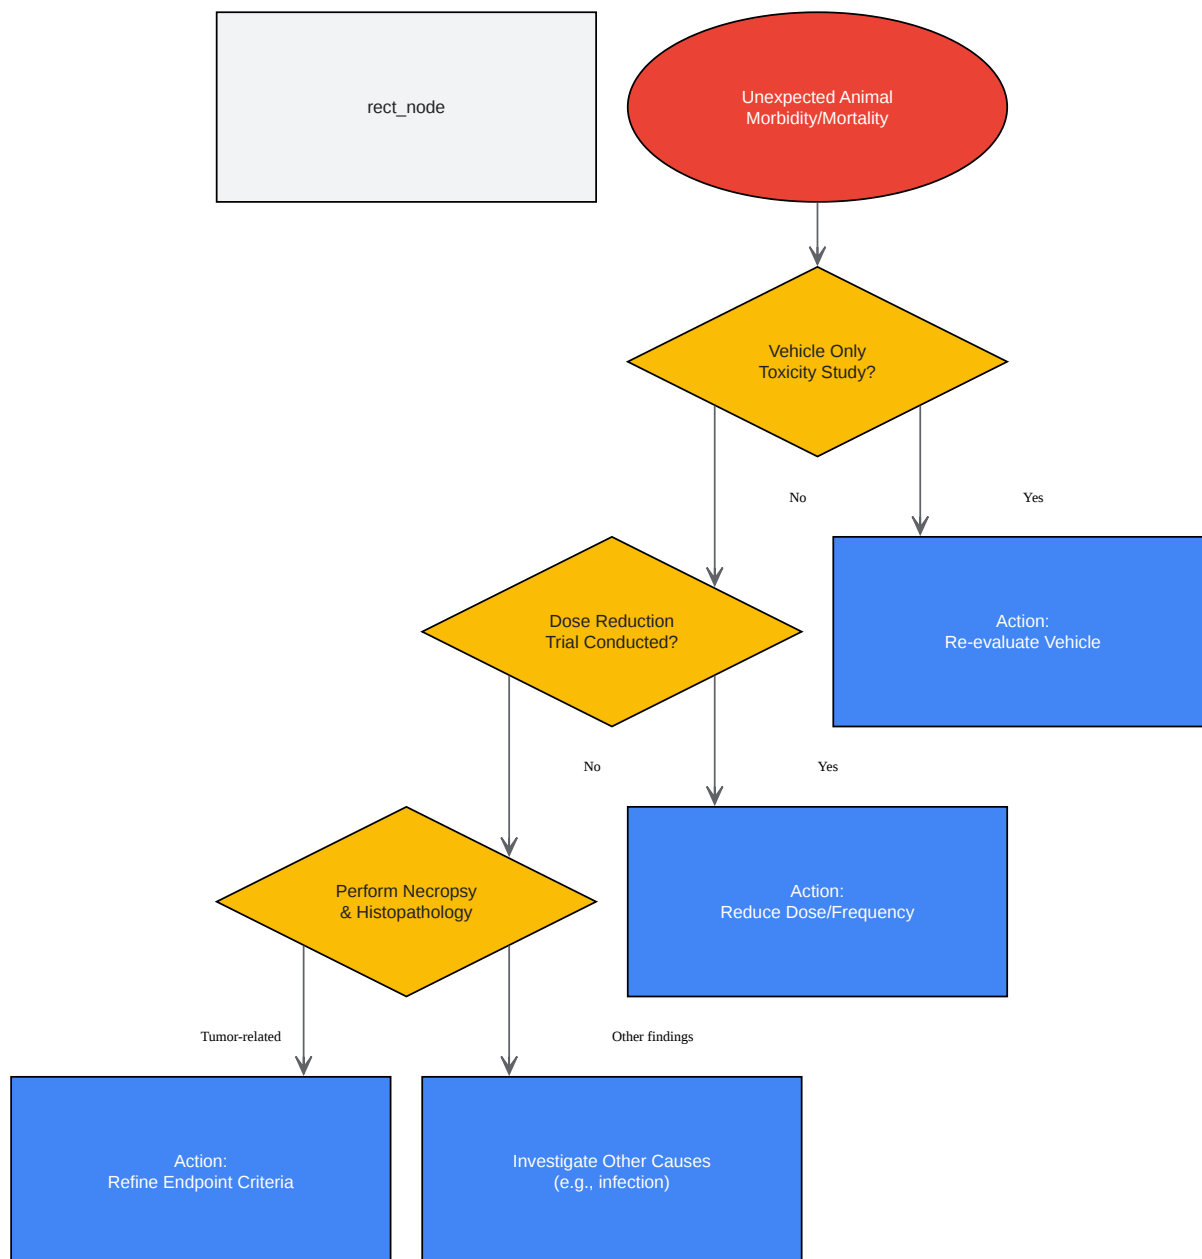 rect_node
Unexpected Animal
Morbidity/Mortality
Vehicle Only
Toxicity Study?
No
Yes
Dose Reduction
Trial Conducted?
Action:
Re-evaluate Vehicle
No
Yes
Perform Necropsy
& Histopathology
Action:
Reduce Dose/Frequency
Tumor-related
Other findings
Action:
Refine Endpoint Criteria
Investigate Other Causes
(e.g., infection)